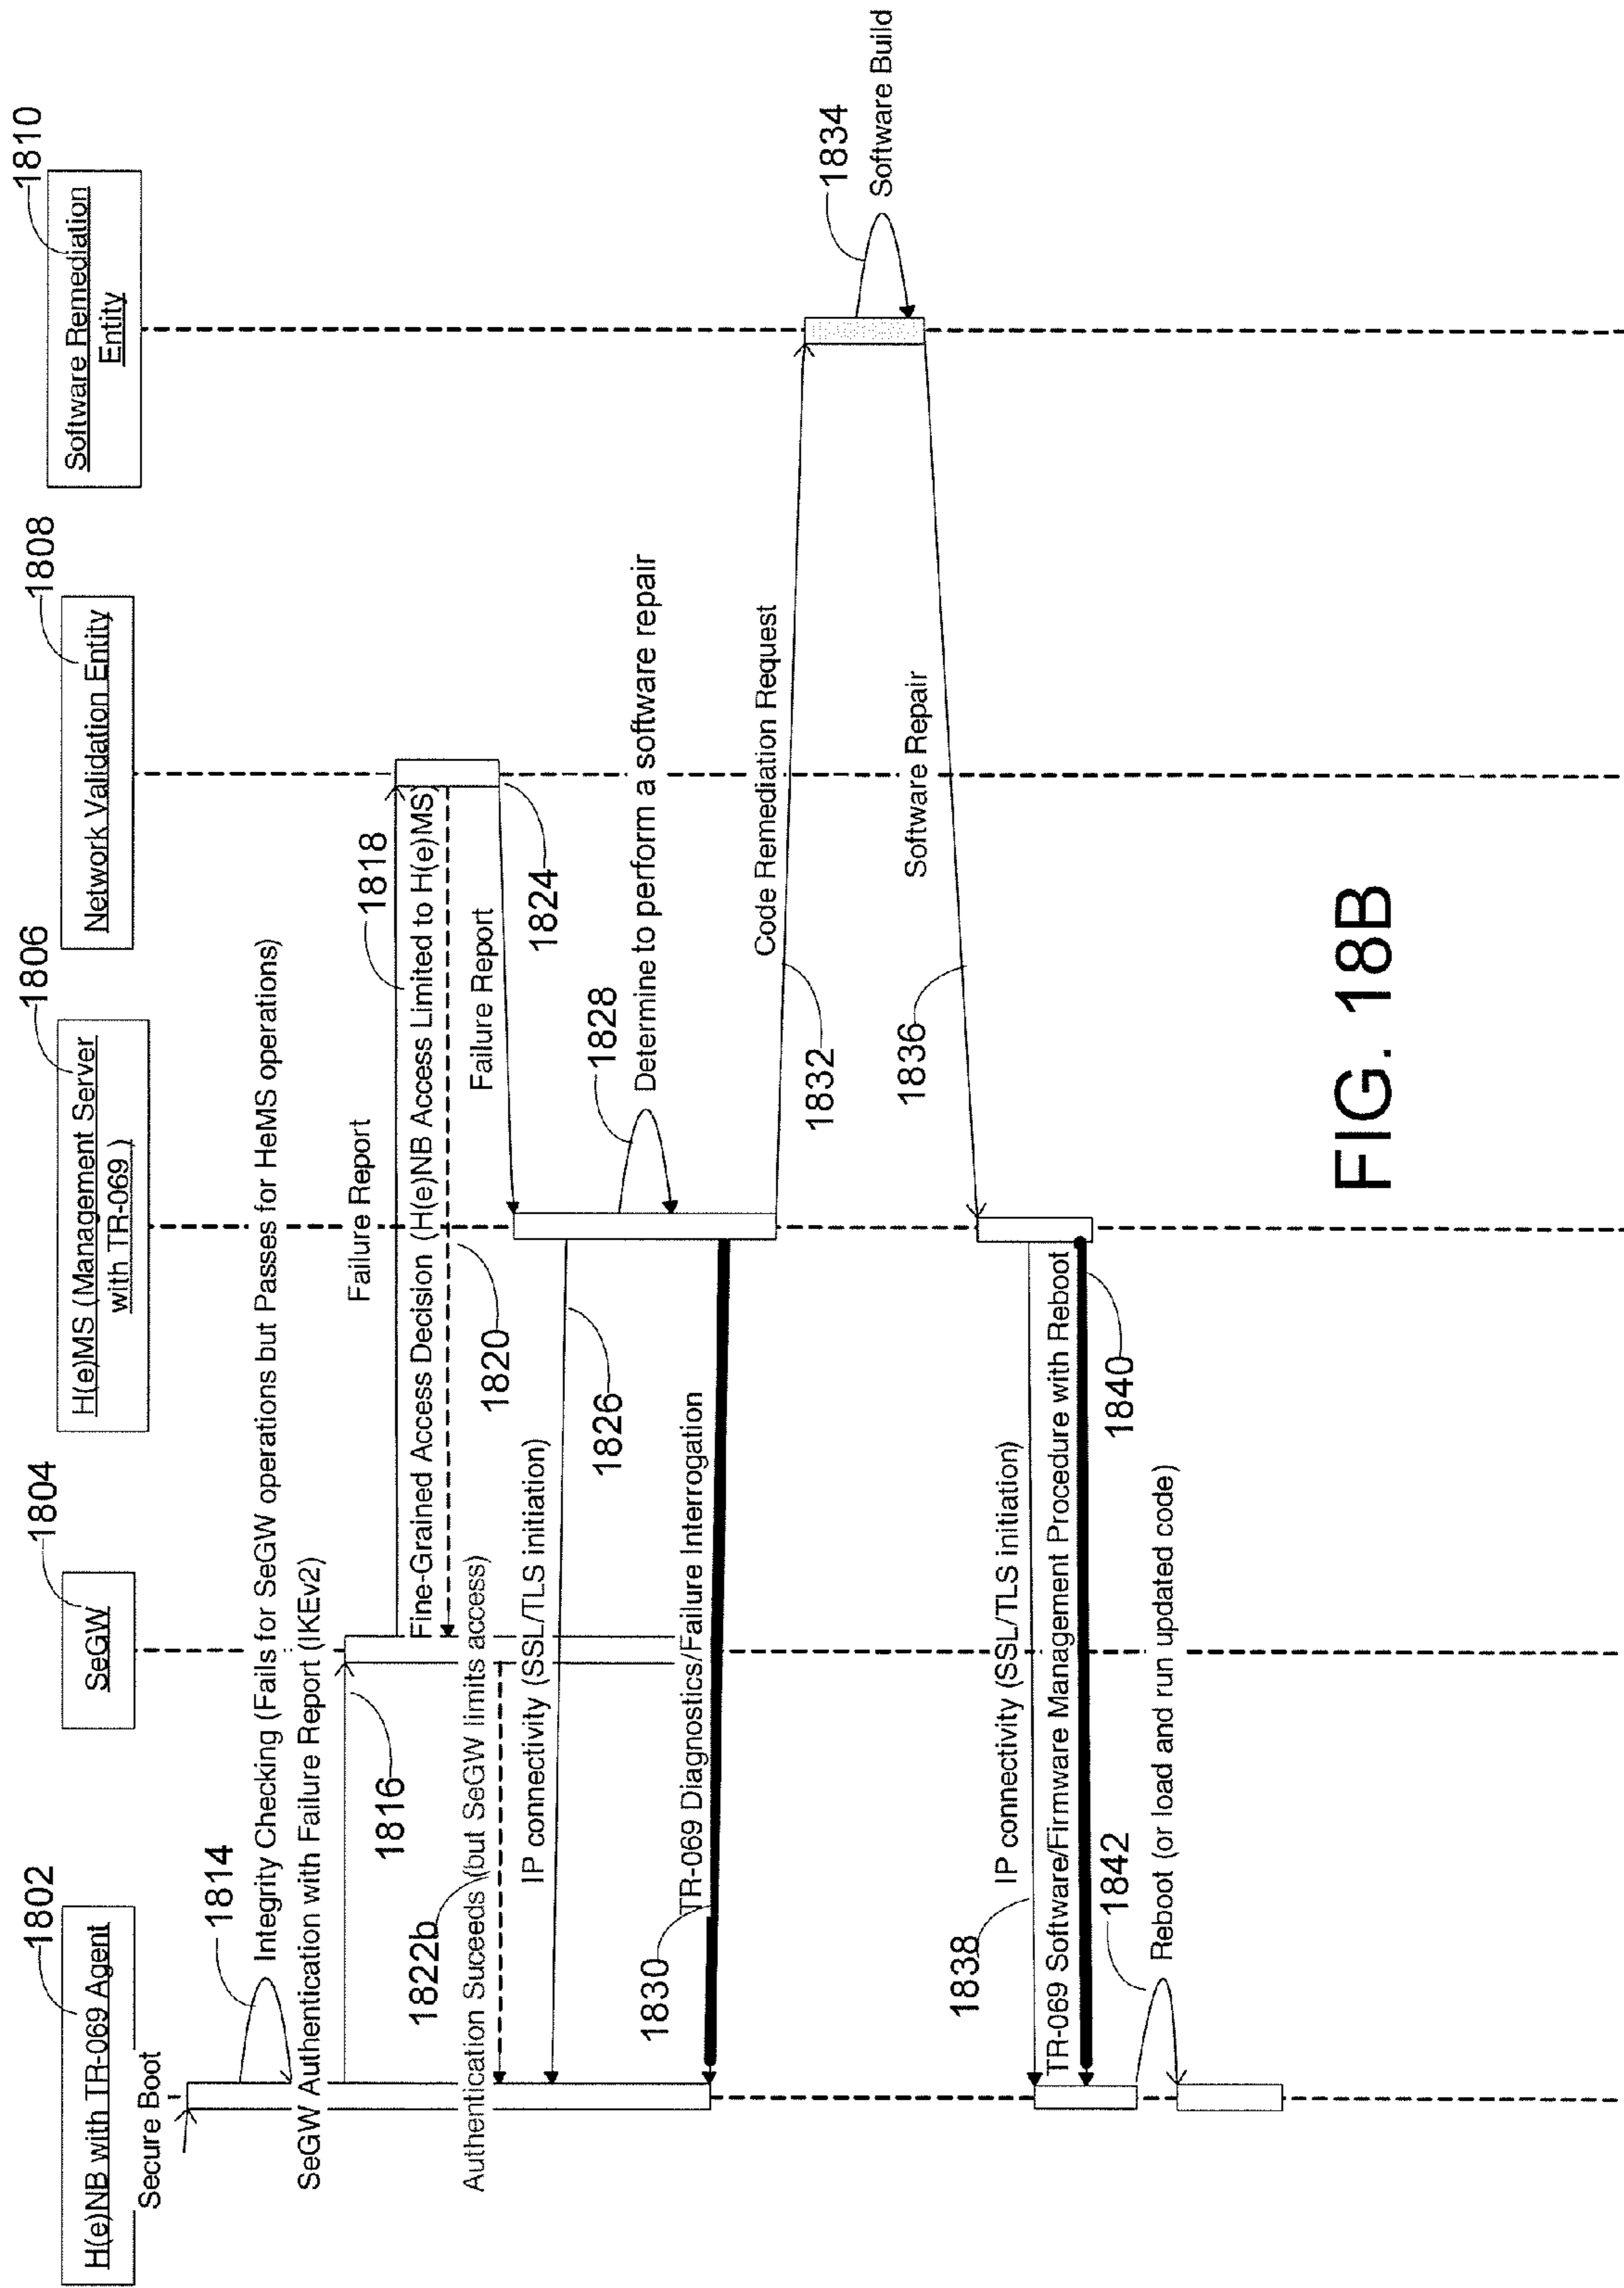 1802
H(e)NB with TR-069 Agent
1804
SeGW
1806
H(e)MS (Management Server
with TR-069 )
1808
Network Validation Entity
1810
Software Remediation
Entity
Secure Boot
1814
Integrity Checking (Fails for SeGW operations but Passes for HeMS operations)
SeGW Authentication with Failure Report (IKEv2)
1816
Failure Report
1818
Fine-Grained Access Decision (H(e)NB Access Limited to H(e)MS)
1820
1822b
Authentication Suceeds (but SeGW limits access)
Failure Report
1824
IP connectivity (SSL/TLS initiation)
1826
1828
Determine to perform a software repair
1830
TR-069 Diagnostics/Failure Interrogation
Code Remediation Request
1832
1834
Software Build
Software Repair
1836
1838
IP connectivity (SSL/TLS initiation)
TR-069 Software/Firmware Management Procedure with Reboot
1840
1842
Reboot (or load and run updated code)
FIG. 18B